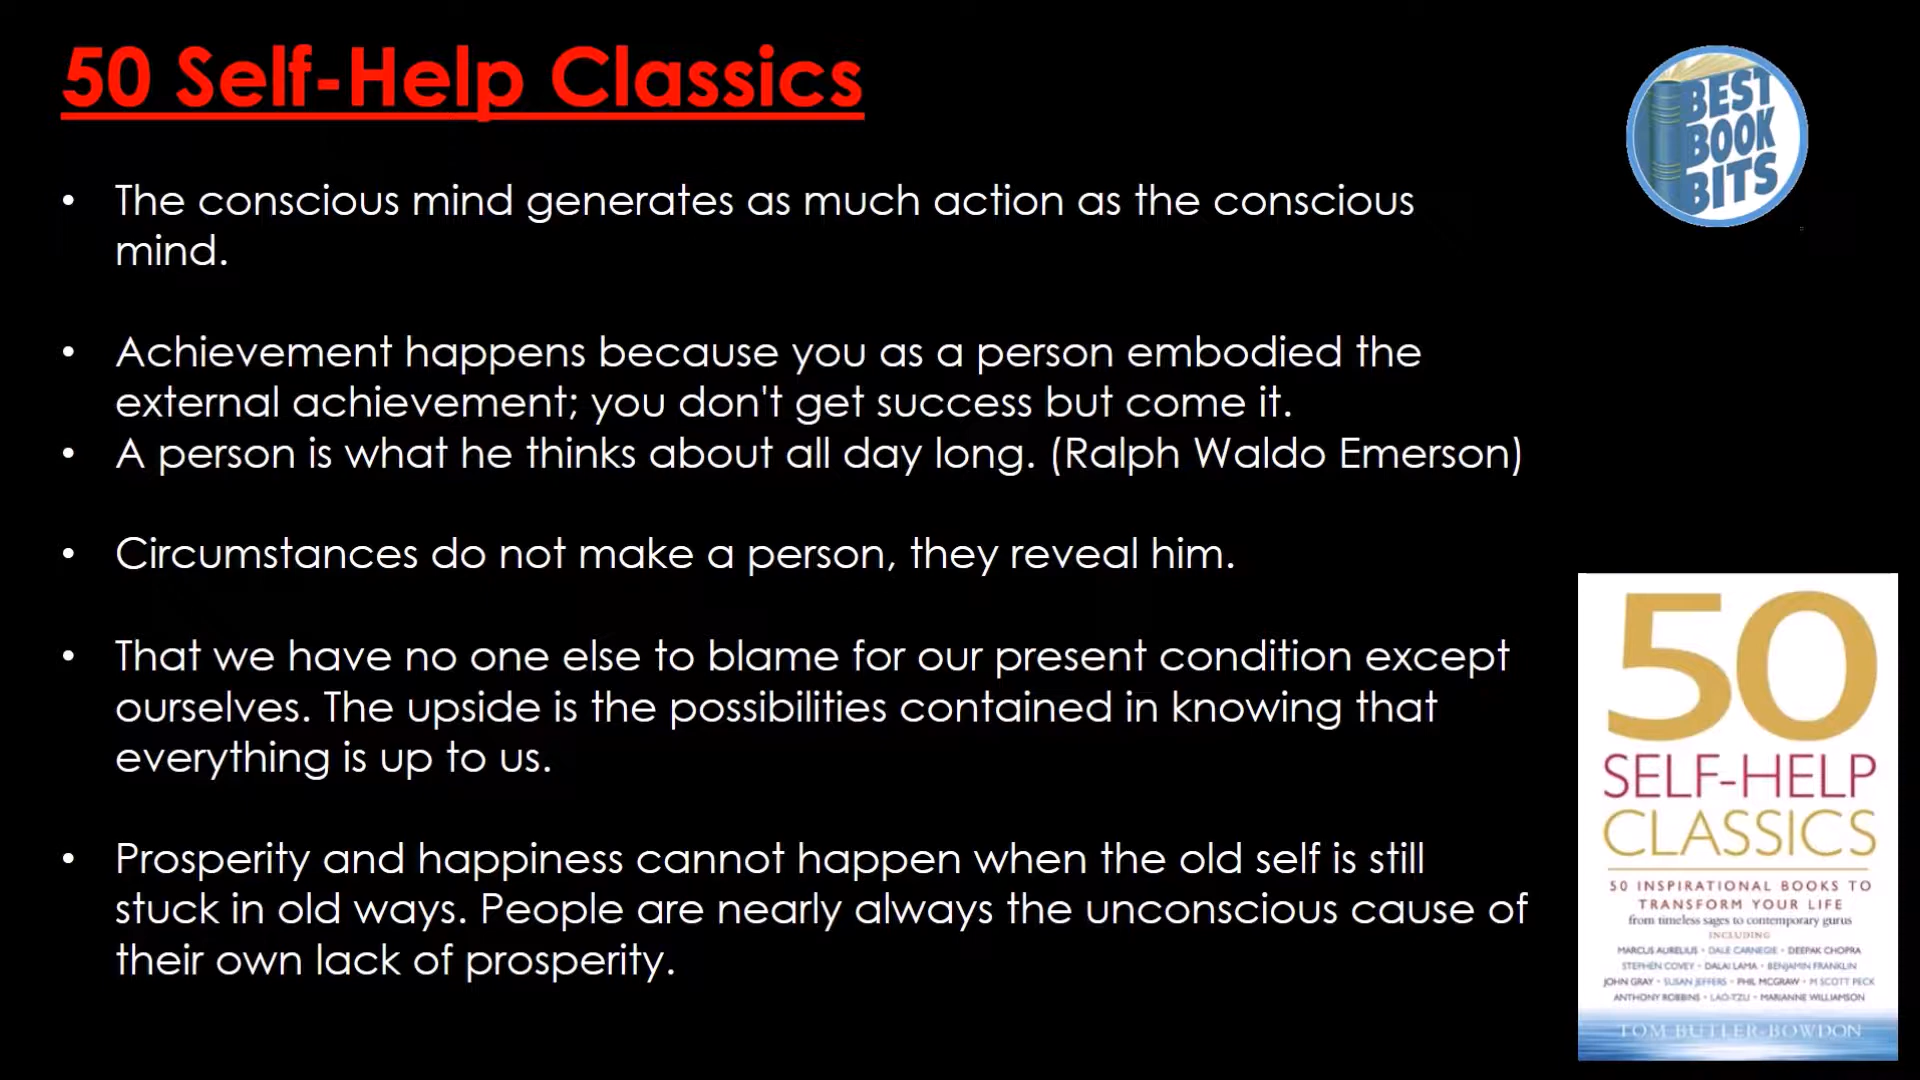 50 Self-Help Classics
BEST
BOOK
BITS
• The conscious mind generates as much action as the conscious
mind.
• Achievement happens because you as a person embodied the
external achievement; you don't get success but come it.
• A person is what he thinks about all day long. (Ralph Waldo Emerson)
• Circumstances do not make a person, they reveal him.
• That we have no one else to blame for our present condition except
ourselves. The upside is the possibilities contained in knowing that
everything is up to us.
• Prosperity and happiness cannot happen when the old self is still
stuck in old ways. People are nearly always the unconscious cause of
their own lack of prosperity.
50
SELF-HELP
CLASSICS
50 INSPIRATIONAL BOOKS TO
TRANSFORM YOUR LIFE
from timeless sages to contemporary gurus
INCLUDING
MARCUS AURELIUS • DALE CARNEGIE • DEEPAK CHOPRA
STEPHEN COVEY • DALAI LAMA • BENJAMIN FRANKLIN
JOHN GRAY • SUSAN JEFFERS • PHIL MCGRAW • M SCOTT PECK
ANTHONY ROBBINS • LAO-TZU • MARIANNE WILLIAMSON
TOM BUTLER-BOWDON